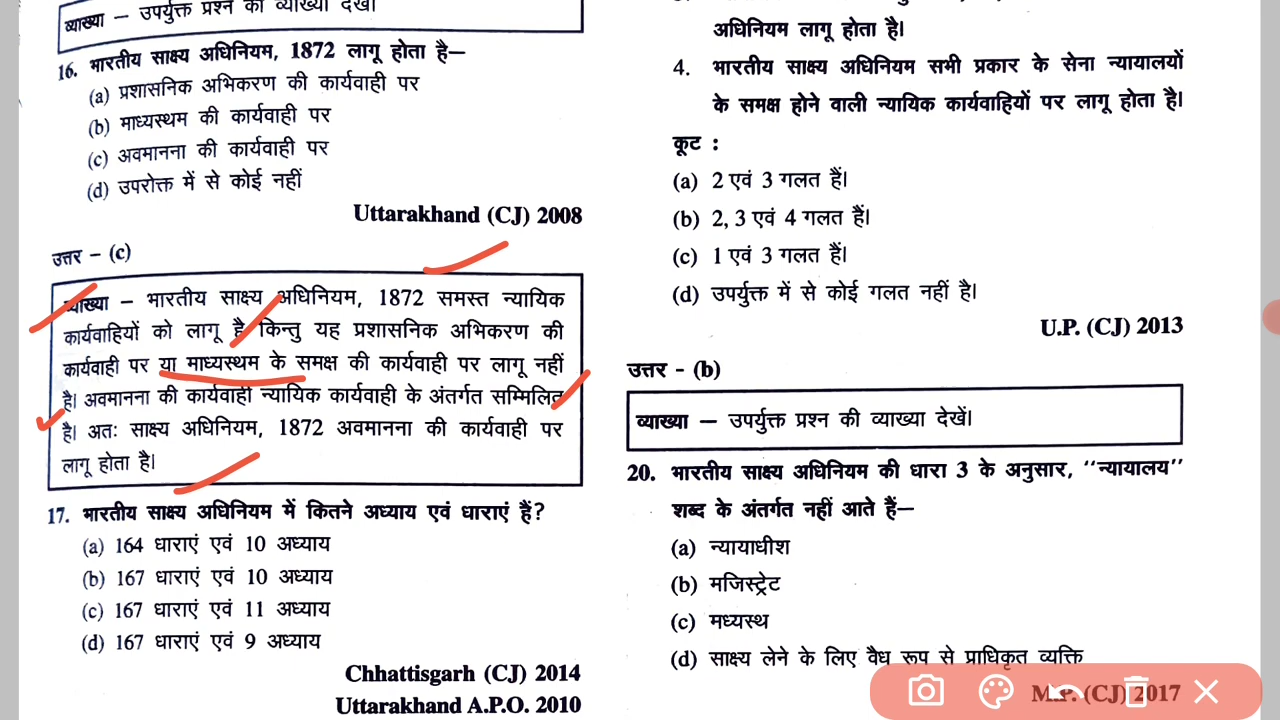 व्याख्या – उपर्युक्त प्रश्न की व्याख्या देखें।
16. भारतीय साक्ष्य अधिनियम, 1872 लागू होता है–
(a) प्रशासनिक अभिकरण की कार्यवाही पर
(b) माध्यस्थम की कार्यवाही पर
(c) अवमानना की कार्यवाही पर
(d) उपरोक्त में से कोई नहीं
Uttarakhand (CJ) 2008
उत्तर – (c)
व्याख्या – भारतीय साक्ष्य अधिनियम, 1872 समस्त न्यायिक
कार्यवाहियों को लागू है किन्तु यह प्रशासनिक अभिकरण की
कार्यवाही पर या माध्यस्थम के समक्ष की कार्यवाही पर लागू नहीं
है। अवमानना की कार्यवाही न्यायिक कार्यवाही के अंतर्गत सम्मिलित
है। अतः साक्ष्य अधिनियम, 1872 अवमानना की कार्यवाही पर
लागू होता है।
17. भारतीय साक्ष्य अधिनियम में कितने अध्याय एवं धाराएं हैं?
(a) 164 धाराएं एवं 10 अध्याय
(b) 167 धाराएं एवं 10 अध्याय
(c) 167 धाराएं एवं 11 अध्याय
(d) 167 धाराएं एवं 9 अध्याय
Chhattisgarh (CJ) 2014
Uttarakhand A.P.O. 2010
अधिनियम लागू होता है।
4. भारतीय साक्ष्य अधिनियम सभी प्रकार के सेना न्यायालयों
के समक्ष होने वाली न्यायिक कार्यवाहियों पर लागू होता है।
कूट :
(a) 2 एवं 3 गलत हैं।
(b) 2, 3 एवं 4 गलत हैं।
(c) 1 एवं 3 गलत हैं।
(d) उपर्युक्त में से कोई गलत नहीं है।
U.P. (CJ) 2013
उत्तर - (b)
व्याख्या – उपर्युक्त प्रश्न की व्याख्या देखें।
20. भारतीय साक्ष्य अधिनियम की धारा 3 के अनुसार, ‘‘न्यायालय’’
शब्द के अंतर्गत नहीं आते हैं–
(a) न्यायाधीश
(b) मजिस्ट्रेट
(c) मध्यस्थ
(d) साक्ष्य लेने के लिए वैध रूप से प्राधिकृत व्यक्ति
M.P. (CJ) 2017